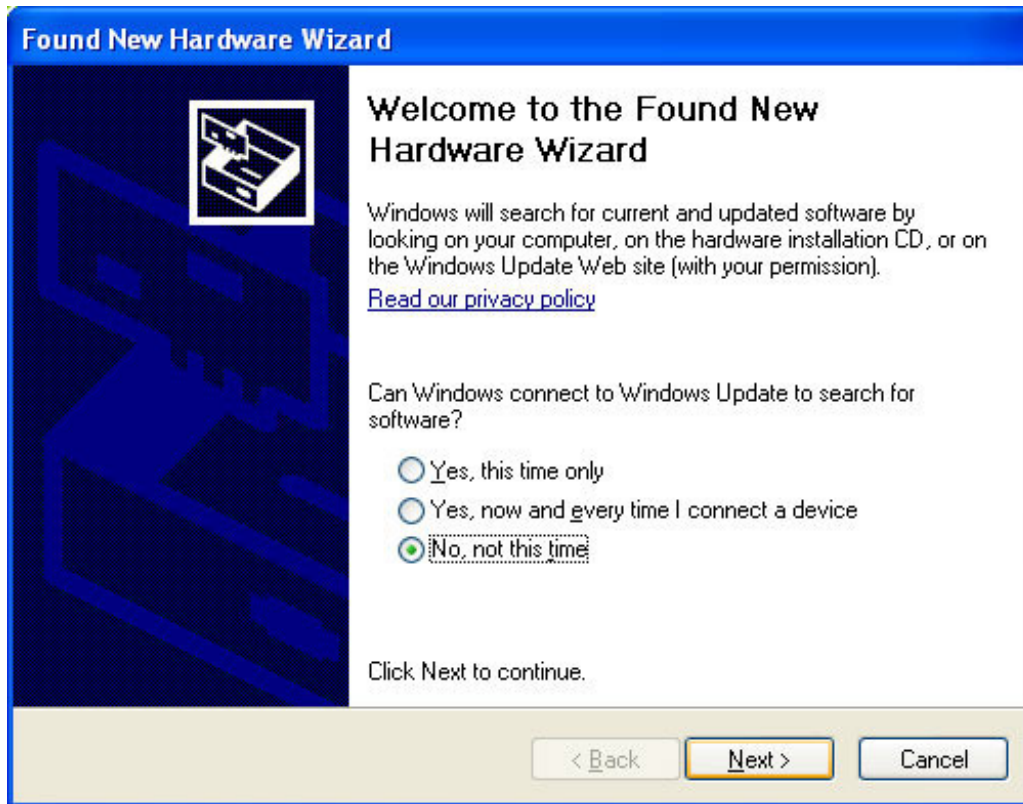 Found New Hardware Wizard
Welcome to the Found New
Hardware Wizard
Windows will search for current and updated software by
looking on your computer, on the hardware installation CD, or on
the Windows Update Web site (with your permission).
Read our privacy policy
Can Windows connect to Windows Update to search for
software?
Yes, this time only
Yes, now and every time I connect a device
No, not this time
Click Next to continue.
< Back
Next >
Cancel